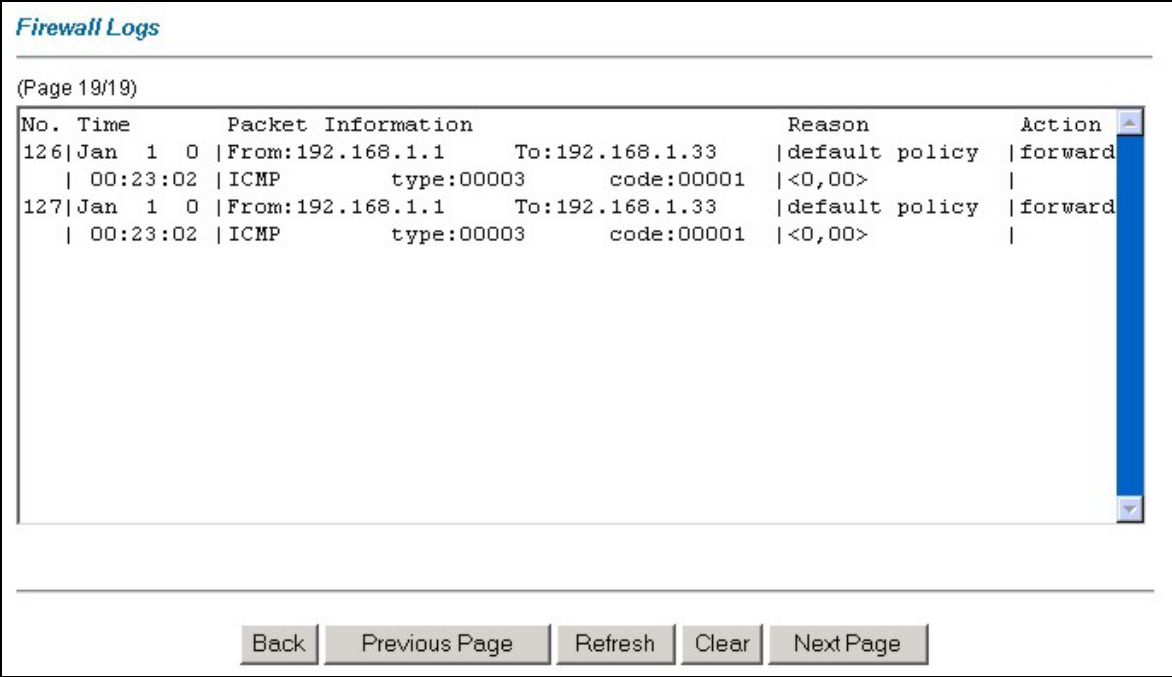 Firewall Logs
(Page 19/19)
No. Time Packet Information Reason Action
126|Jan 1 0 |From:192.168.1.1 To:192.168.1.33 |default policy |forward
| 00:23:02 |ICMP type:00003 code:00001 |<0,00> |
127|Jan 1 0 |From:192.168.1.1 To:192.168.1.33 |default policy |forward
| 00:23:02 |ICMP type:00003 code:00001 |<0,00> |
Back Previous Page Refresh Clear Next Page